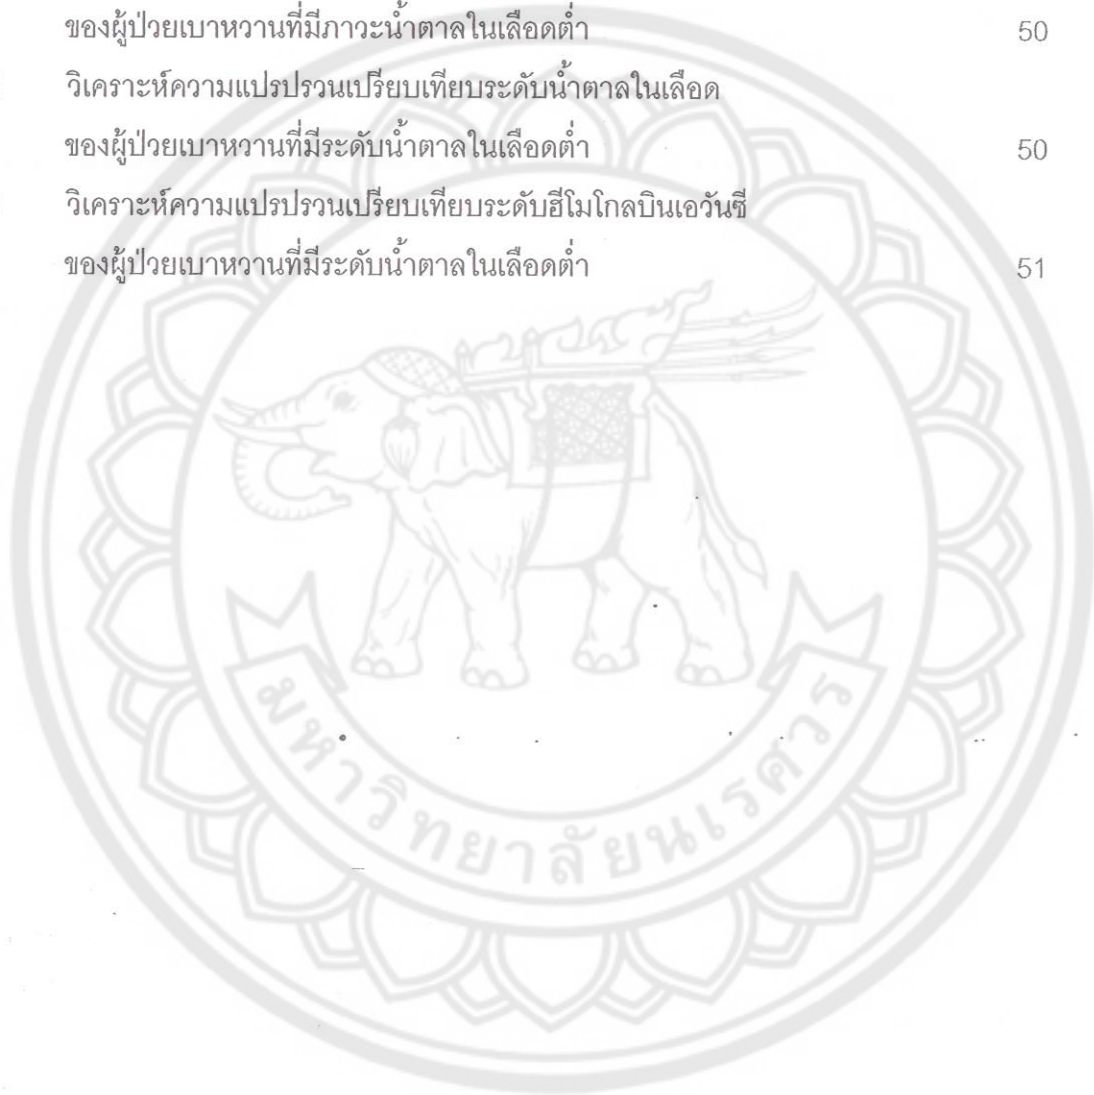 ของผู้ป่วยเบาหวานที่มีภาวะน้ำตาลในเลือดต่ำ 50
วิเคราะห์ความแปรปรวนเปรียบเทียบระดับน้ำตาลในเลือด
ของผู้ป่วยเบาหวานที่มีระดับน้ำตาลในเลือดต่ำ 50
วิเคราะห์ความแปรปรวนเปรียบเทียบระดับฮีโมโกลบินเอวันซี
ของผู้ป่วยเบาหวานที่มีระดับน้ำตาลในเลือดต่ำ 51
มหาวิทยาลัยนเรศวร